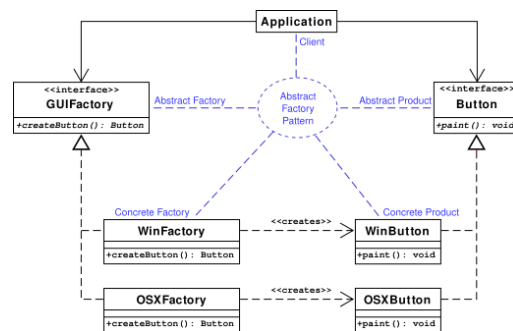 Application
Client
<<interface>>
GUIFactory
+createButton(): Button
Abstract Factory
Abstract
Factory
Pattern
Abstract Product
<<interface>>
Button
+paint(): void
Concrete Factory
Concrete Product
WinFactory
+createButton(): Button
<<creates>>
WinButton
+paint(): void
OSXFactory
+createButton(): Button
<<creates>>
OSXButton
+paint(): void